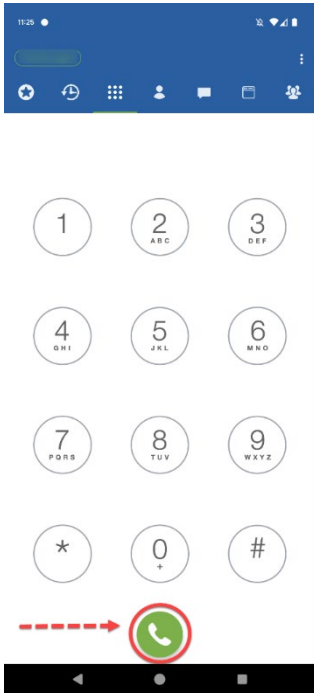 11:25
1 2 3
ABC DEF
4 5 6
GHI JKL MNO
7 8 9
PQRS TUV WXYZ
* 0 #
+